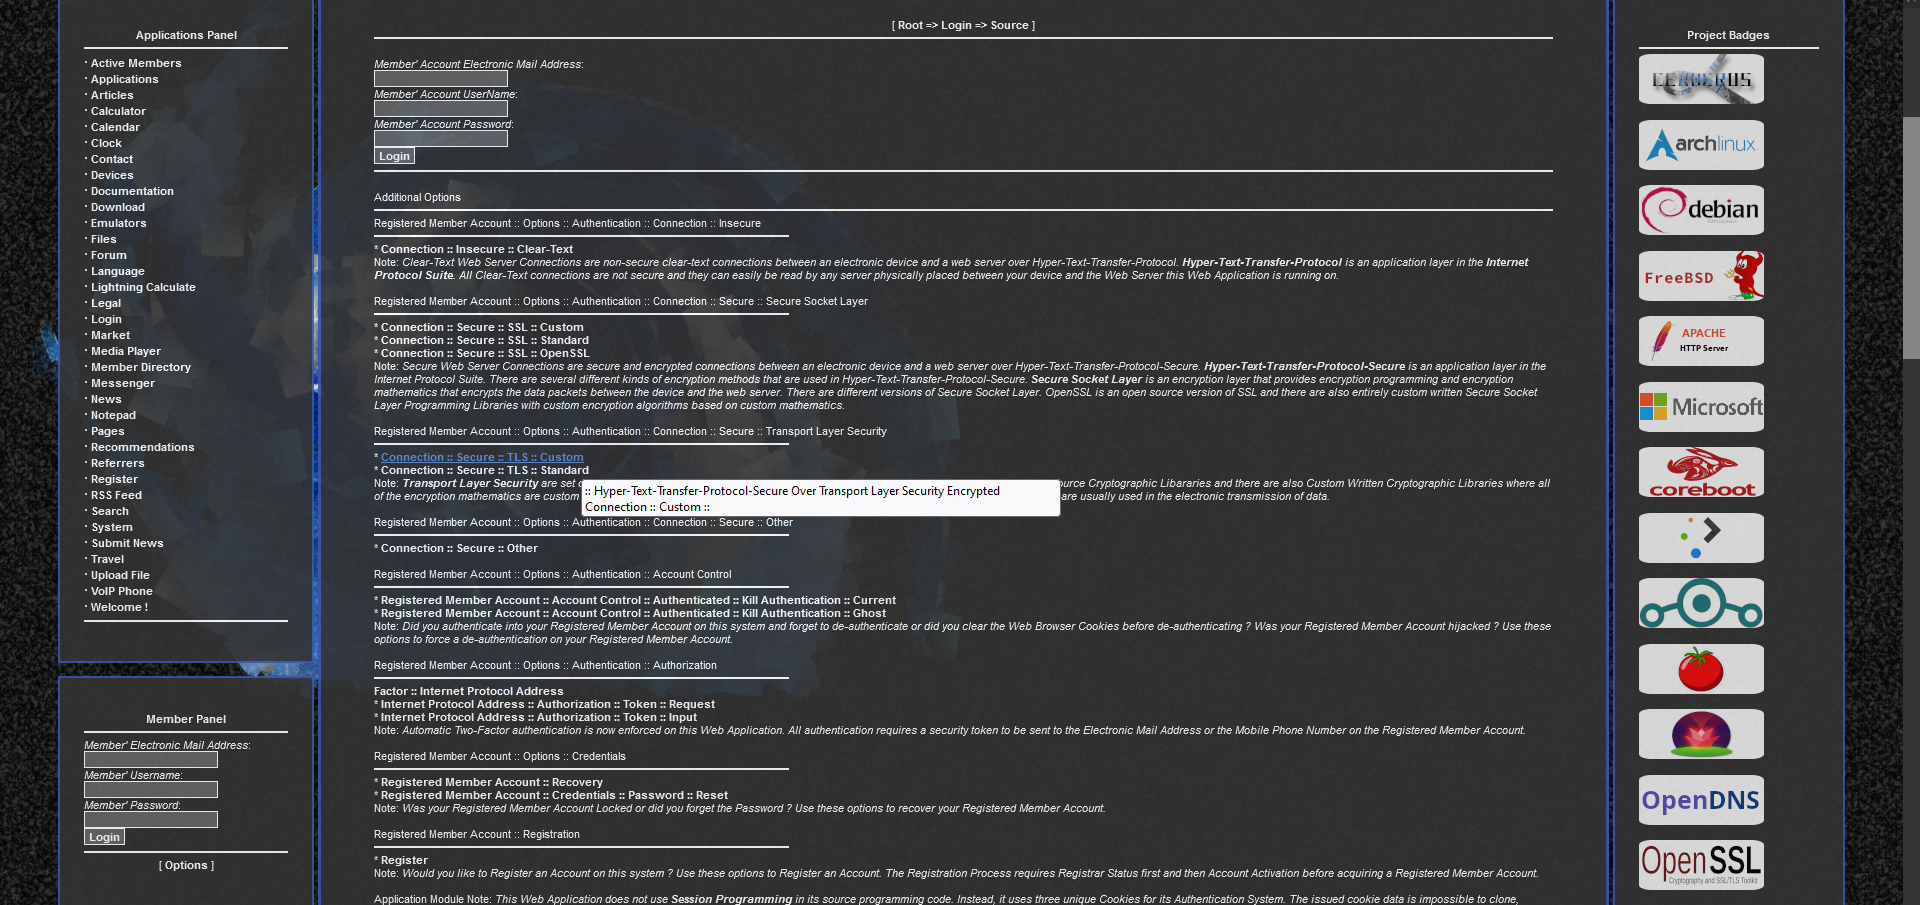 Applications Panel
· Active Members
· Applications
· Articles
· Calculator
· Calendar
· Clock
· Contact
· Devices
· Documentation
· Download
· Emulators
· Files
· Forum
· Language
· Lightning Calculate
· Legal
· Login
· Market
· Media Player
· Member Directory
· Messenger
· News
· Notepad
· Pages
· Recommendations
· Referrers
· Register
· RSS Feed
· Search
· System
· Submit News
· Travel
· Upload File
· VoIP Phone
· Welcome !
Member Panel
Member' Electronic Mail Address:
Member' Username:
Member' Password:
Login
[ Options ]
[ Root => Login => Source ]
Member' Account Electronic Mail Address:
Member' Account UserName:
Member' Account Password:
Login
Additional Options
Registered Member Account :: Options :: Authentication :: Connection :: Insecure
* Connection :: Insecure :: Clear-Text
Note: Clear-Text Web Server Connections are non-secure clear-text connections between an electronic device and a web server over Hyper-Text-Transfer-Protocol. Hyper-Text-Transfer-Protocol is an application layer in the Internet
Protocol Suite. All Clear-Text connections are not secure and they can easily be read by any server physically placed between your device and the Web Server this Web Application is running on.
Registered Member Account :: Options :: Authentication :: Connection :: Secure :: Secure Socket Layer
* Connection :: Secure :: SSL :: Custom
* Connection :: Secure :: SSL :: Standard
* Connection :: Secure :: SSL :: OpenSSL
Note: Secure Web Server Connections are secure and encrypted connections between an electronic device and a web server over Hyper-Text-Transfer-Protocol-Secure. Hyper-Text-Transfer-Protocol-Secure is an application layer in the
Internet Protocol Suite. There are several different kinds of encryption methods that are used in Hyper-Text-Transfer-Protocol-Secure. Secure Socket Layer is an encryption layer that provides encryption programming and encryption
mathematics that encrypts the data packets between the device and the web server. There are different versions of Secure Socket Layer. OpenSSL is an open source version of SSL and there are also entirely custom written Secure Socket
Layer Programming Libraries with custom encryption algorithms based on custom mathematics.
Registered Member Account :: Options :: Authentication :: Connection :: Secure :: Transport Layer Security
* Connection :: Secure :: TLS :: Custom
* Connection :: Secure :: TLS :: Standard
Note: Transport Layer Security are set ource Cryptographic Libararies and there are also Custom Written Cryptographic Libraries where all
of the encryption mathematics are custom are usually used in the electronic transmission of data.
:: Hyper-Text-Transfer-Protocol-Secure Over Transport Layer Security Encrypted
Connection :: Custom ::
Registered Member Account :: Options :: Authentication :: Connection :: Secure :: Other
* Connection :: Secure :: Other
Registered Member Account :: Options :: Authentication :: Account Control
* Registered Member Account :: Account Control :: Authenticated :: Kill Authentication :: Current
* Registered Member Account :: Account Control :: Authenticated :: Kill Authentication :: Ghost
Note: Did you authenticate into your Registered Member Account on this system and forget to de-authenticate or did you clear the Web Browser Cookies before de-authenticating ? Was your Registered Member Account hijacked ? Use these
options to force a de-authentication on your Registered Member Account.
Registered Member Account :: Options :: Authentication :: Authorization
Factor :: Internet Protocol Address
* Internet Protocol Address :: Authorization :: Token :: Request
* Internet Protocol Address :: Authorization :: Token :: Input
Note: Automatic Two-Factor authentication is now enforced on this Web Application. All authentication requires a security token to be sent to the Electronic Mail Address or the Mobile Phone Number on the Registered Member Account.
Registered Member Account :: Options :: Credentials
* Registered Member Account :: Recovery
* Registered Member Account :: Credentials :: Password :: Reset
Note: Was your Registered Member Account Locked or did you forget the Password ? Use these options to recover your Registered Member Account.
Registered Member Account :: Registration
* Register
Note: Would you like to Register an Account on this system ? Use these options to Register an Account. The Registration Process requires Registrar Status first and then Account Activation before acquiring a Registered Member Account.
Application Module Note: This Web Application does not use Session Programming in its source programming code. Instead, it uses three unique Cookies for its Authentication System. The issued cookie data is impossible to clone,
Project Badges
CERBERUS
archlinux
debian
FreeBSD
APACHE
HTTP Server
Microsoft
coreboot
OpenDNS
OpenSSL
Cryptography and SSL/TLS Toolkit